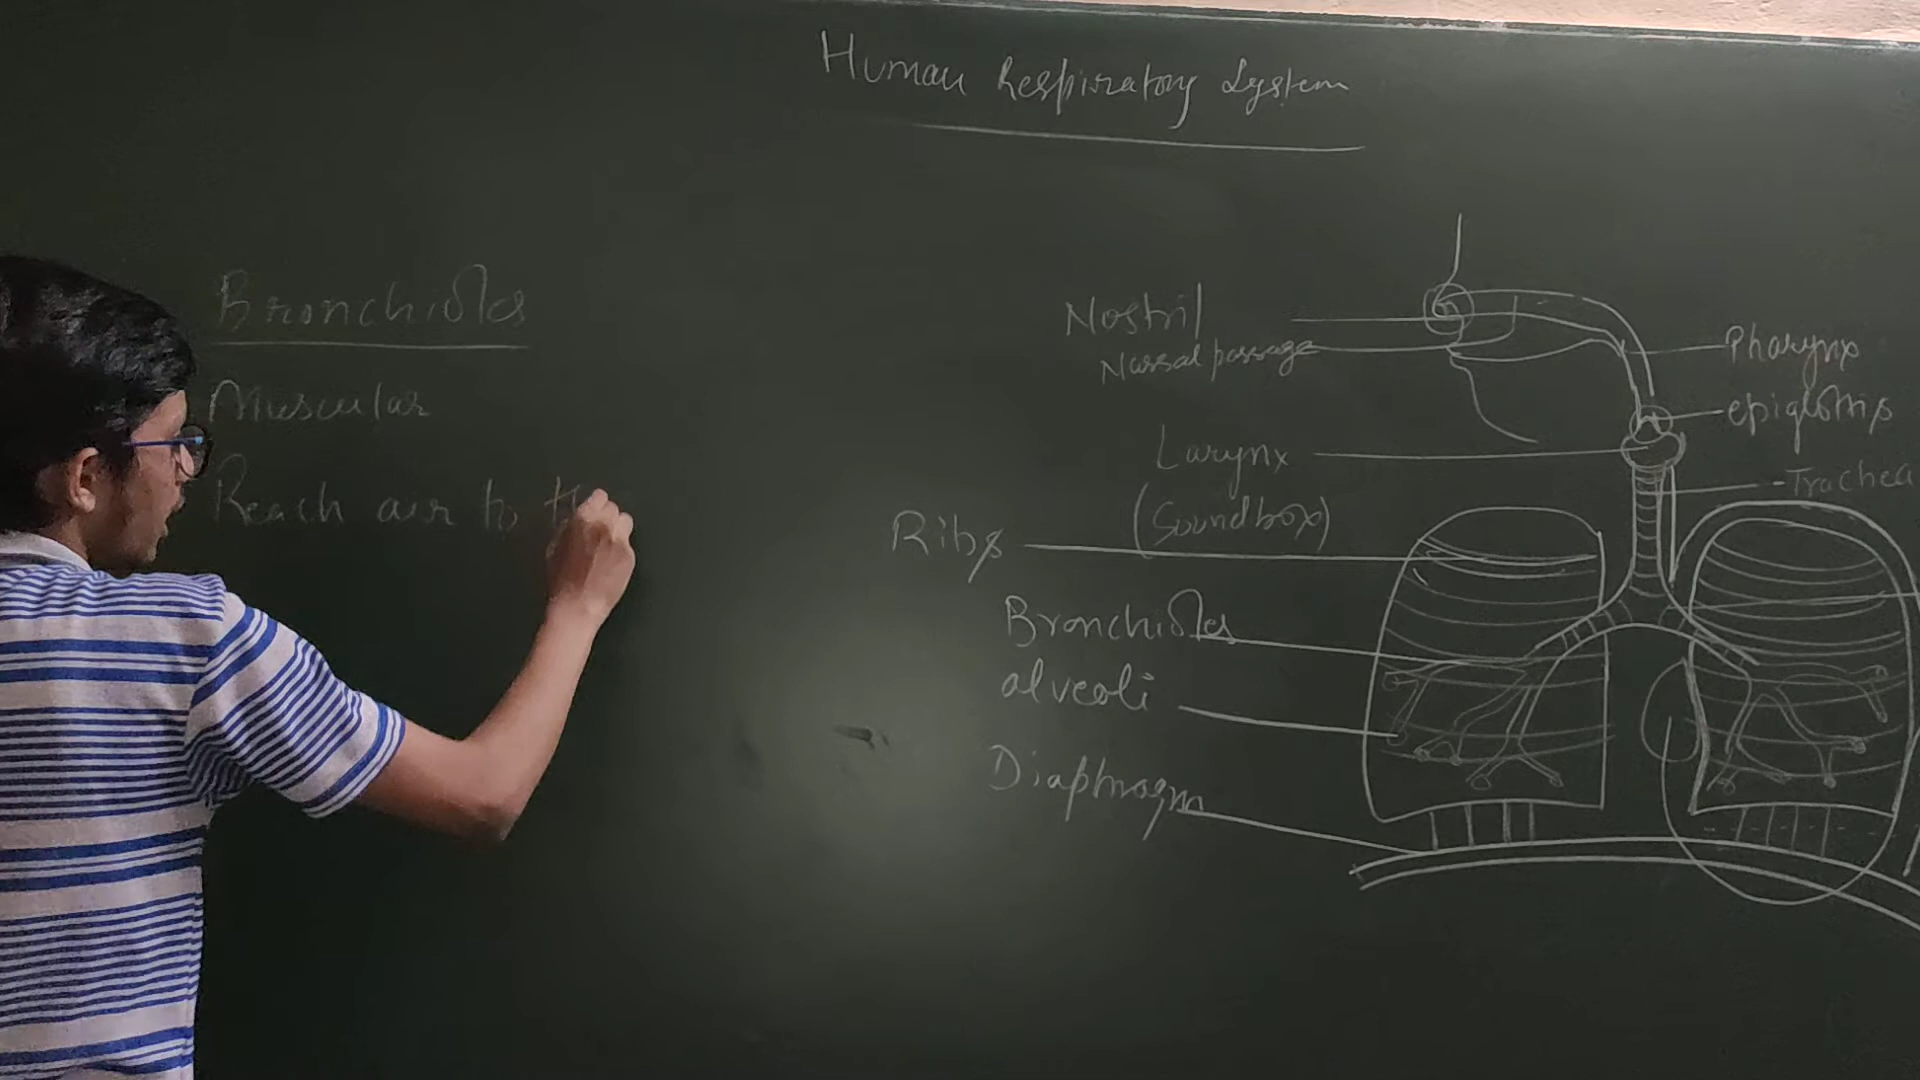 Human Respiratory System
Bronchioles
Muscular
Reach air to th
Nostril
Nassal passage
Pharynx
epiglottis
Larynx
(Soundbox)
Trachea
Ribs
Bronchioles
alveoli
Diaphragm